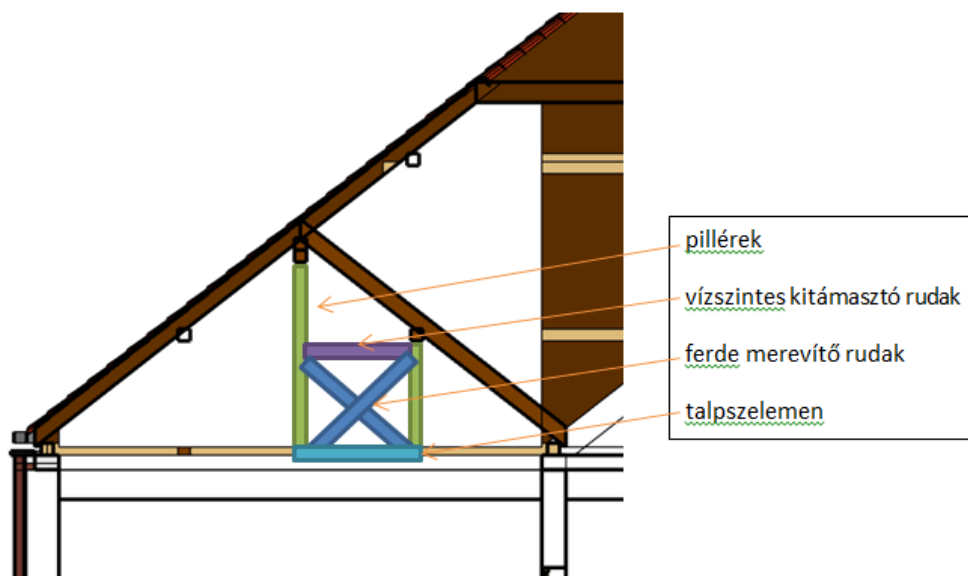 pillérek
vízszintes kitámasztó rudak
ferde merevítő rudak
talpszelemen